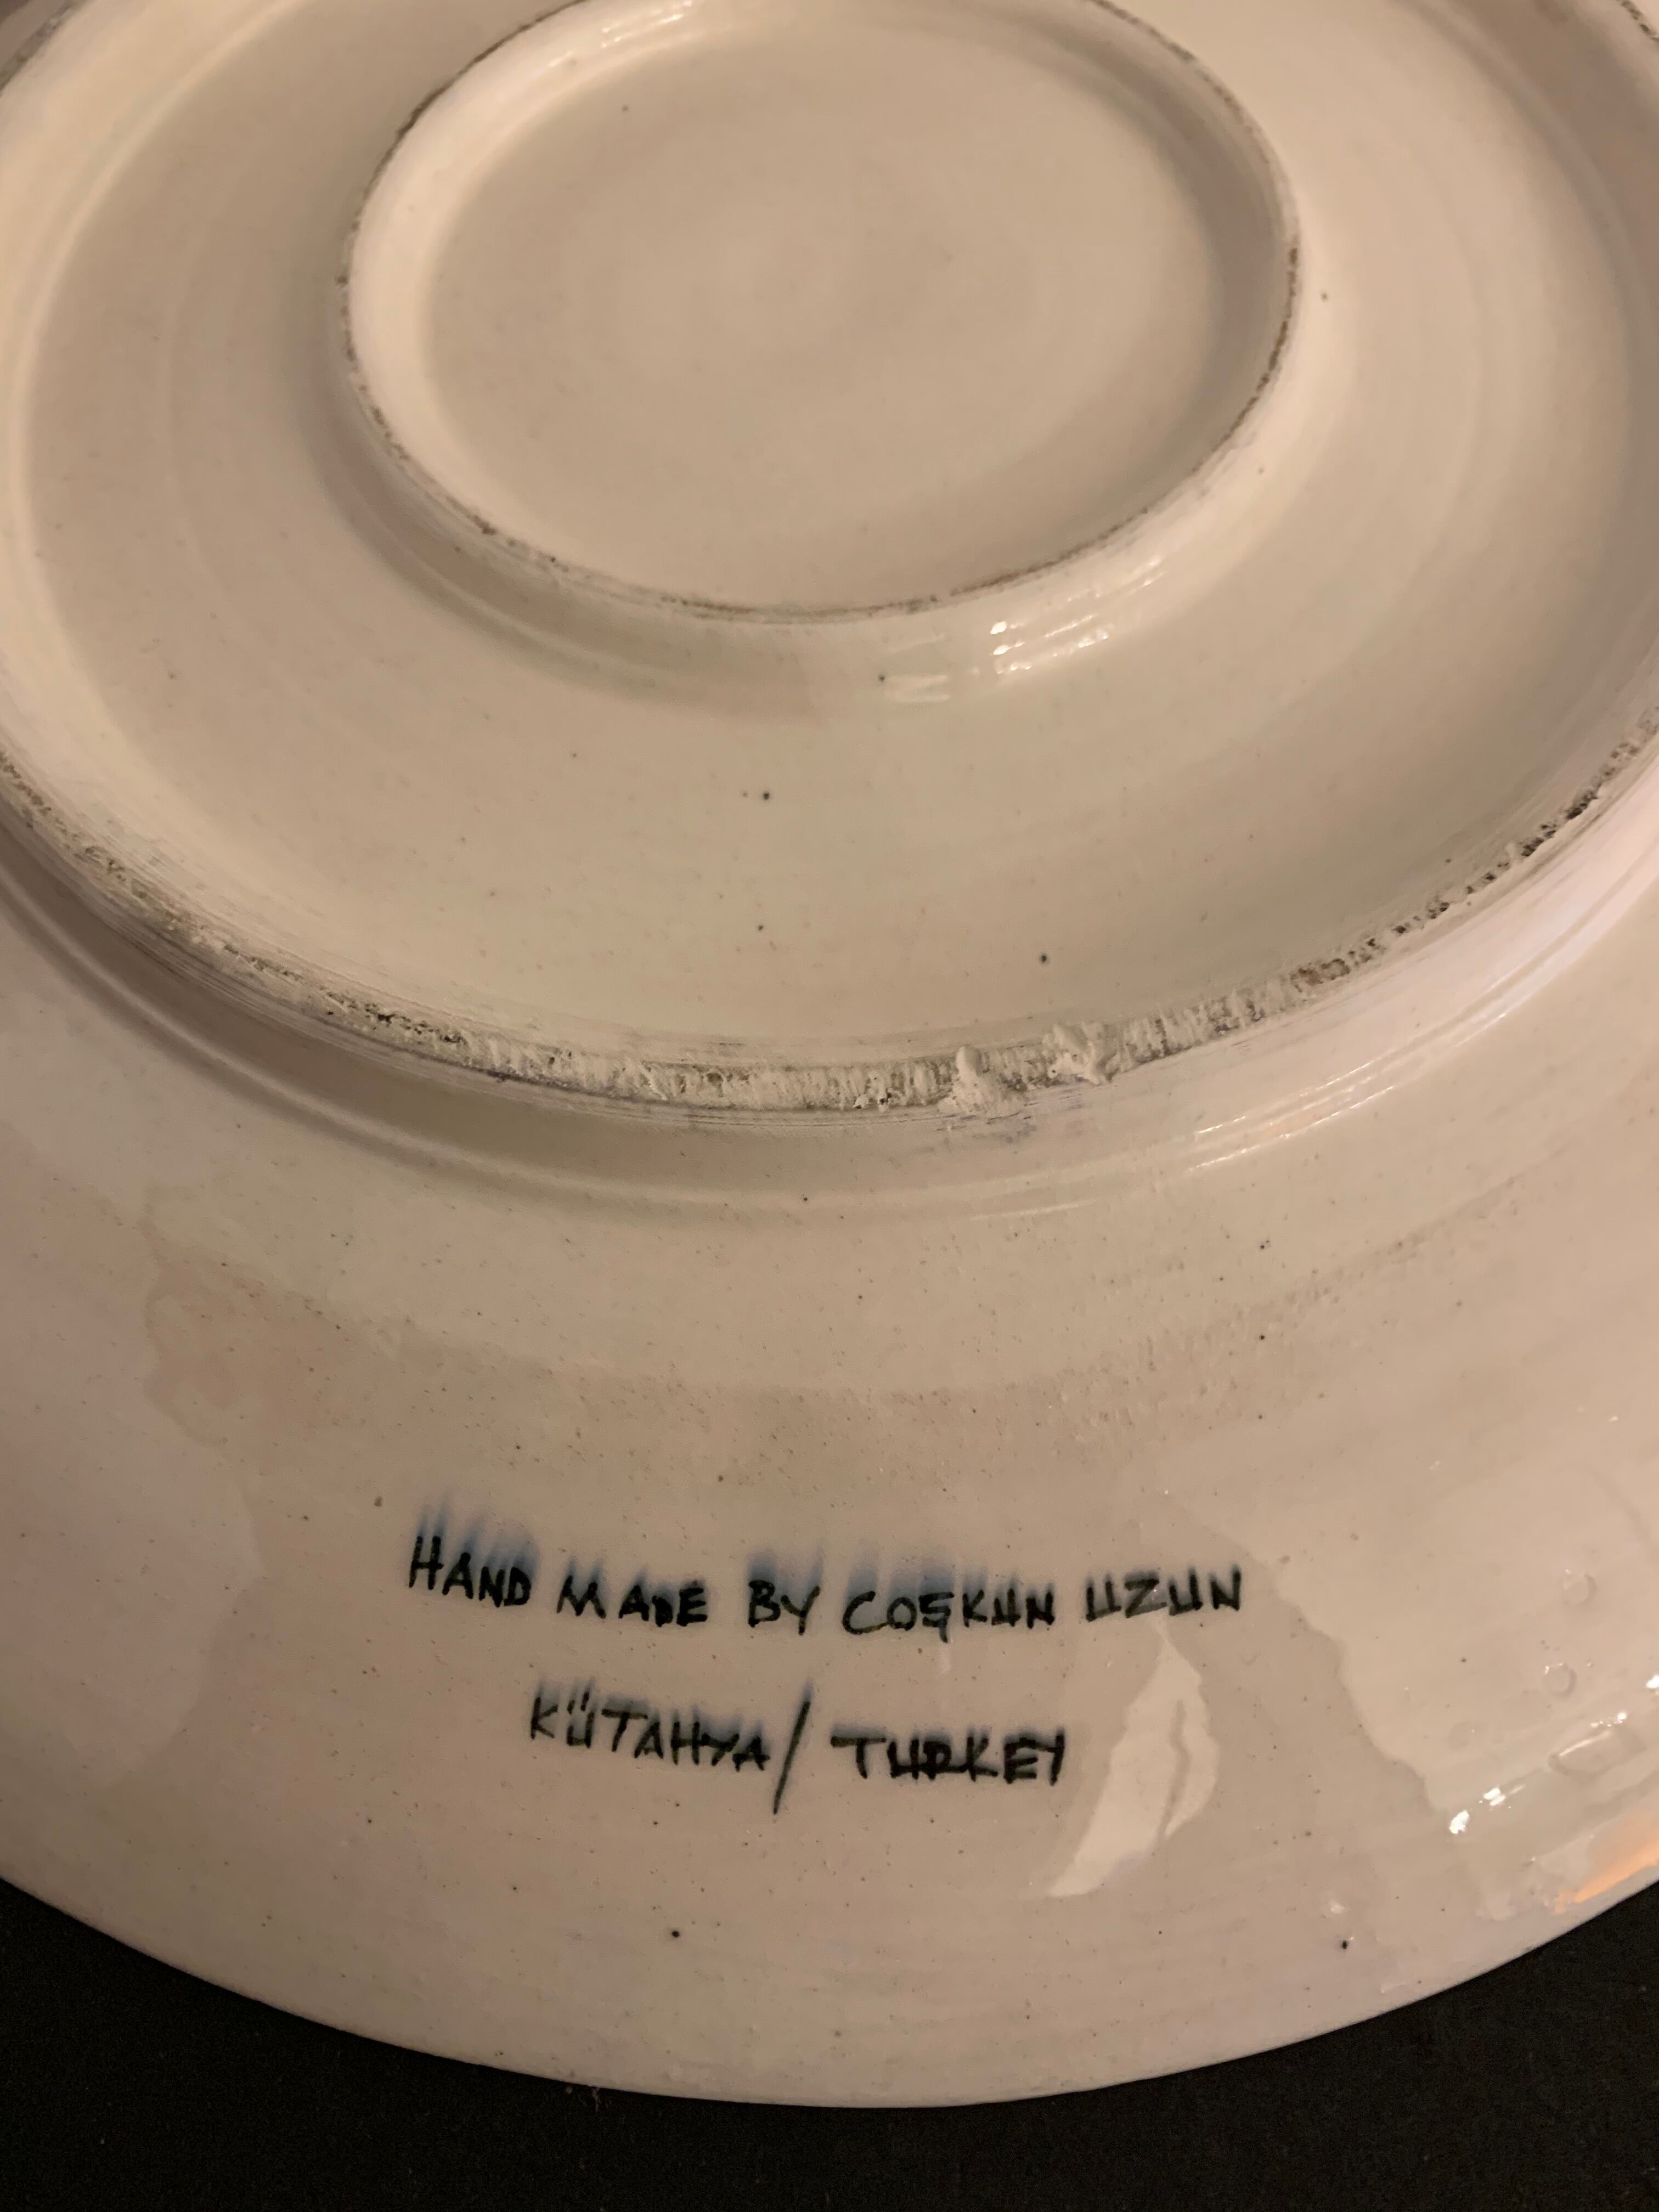 HAND MADE BY COŞKUN UZUN
KÜTAHYA / TURKEY